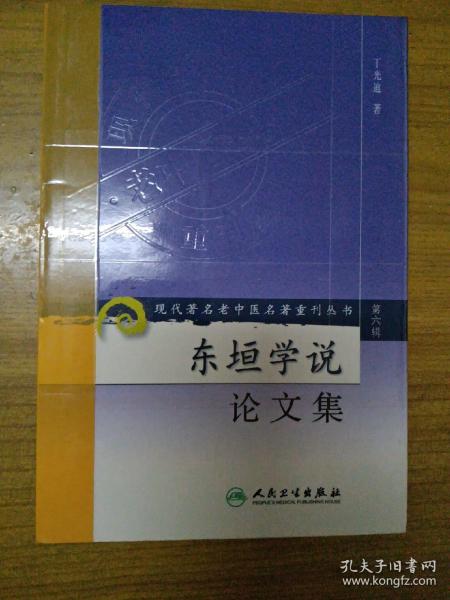 丁光迪 著
现代著名老中医名著重刊丛书
第六辑
东垣学说
论文集
人民卫生出版社
PEOPLE'S MEDICAL PUBLISHING HOUSE
孔夫子旧书网
www.kongfz.com